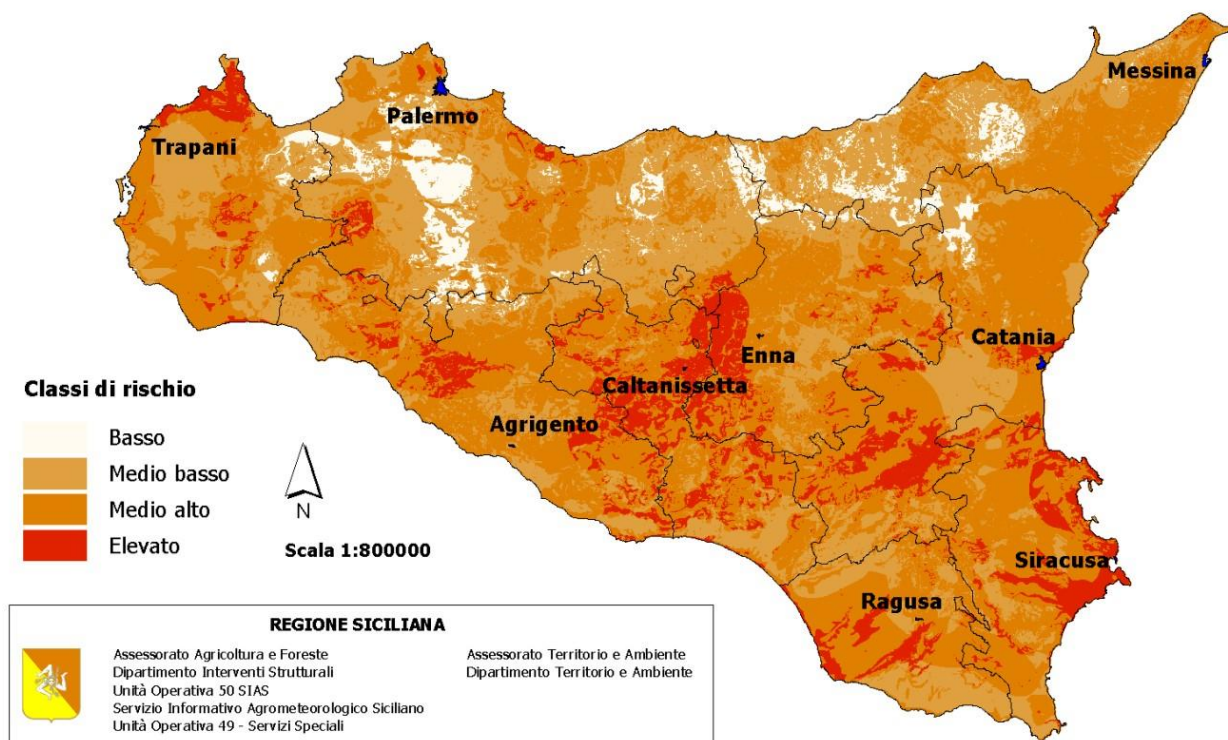 Messina
Palermo
Trapani
Catania
Enna
Caltanissetta
Agrigento
Siracusa
Ragusa
Classi di rischio
Basso
Medio basso
Medio alto
Elevato
N
Scala 1:800000
REGIONE SICILIANA
Assessorato Agricoltura e Foreste
Dipartimento Interventi Strutturali
Unità Operativa 50 SIAS
Servizio Informativo Agrometeorologico Siciliano
Unità Operativa 49 - Servizi Speciali
Assessorato Territorio e Ambiente
Dipartimento Territorio e Ambiente